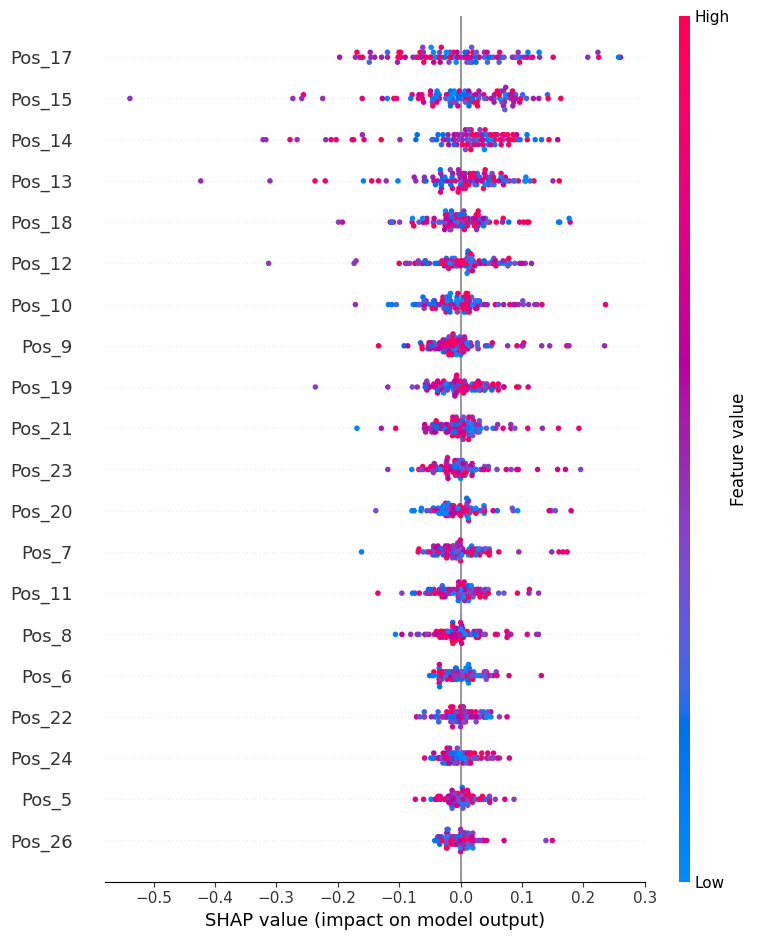 High
Pos_17
Pos_15
Pos_14
Pos_13
Pos_18
Pos_12
Pos_10
Pos_9
Pos_19
Pos_21
Pos_23
Pos_20
Pos_7
Pos_11
Pos_8
Pos_6
Pos_22
Pos_24
Pos_5
Pos_26
Feature value
Low
−0.5 −0.4 −0.3 −0.2 −0.1 0.0 0.1 0.2 0.3
SHAP value (impact on model output)